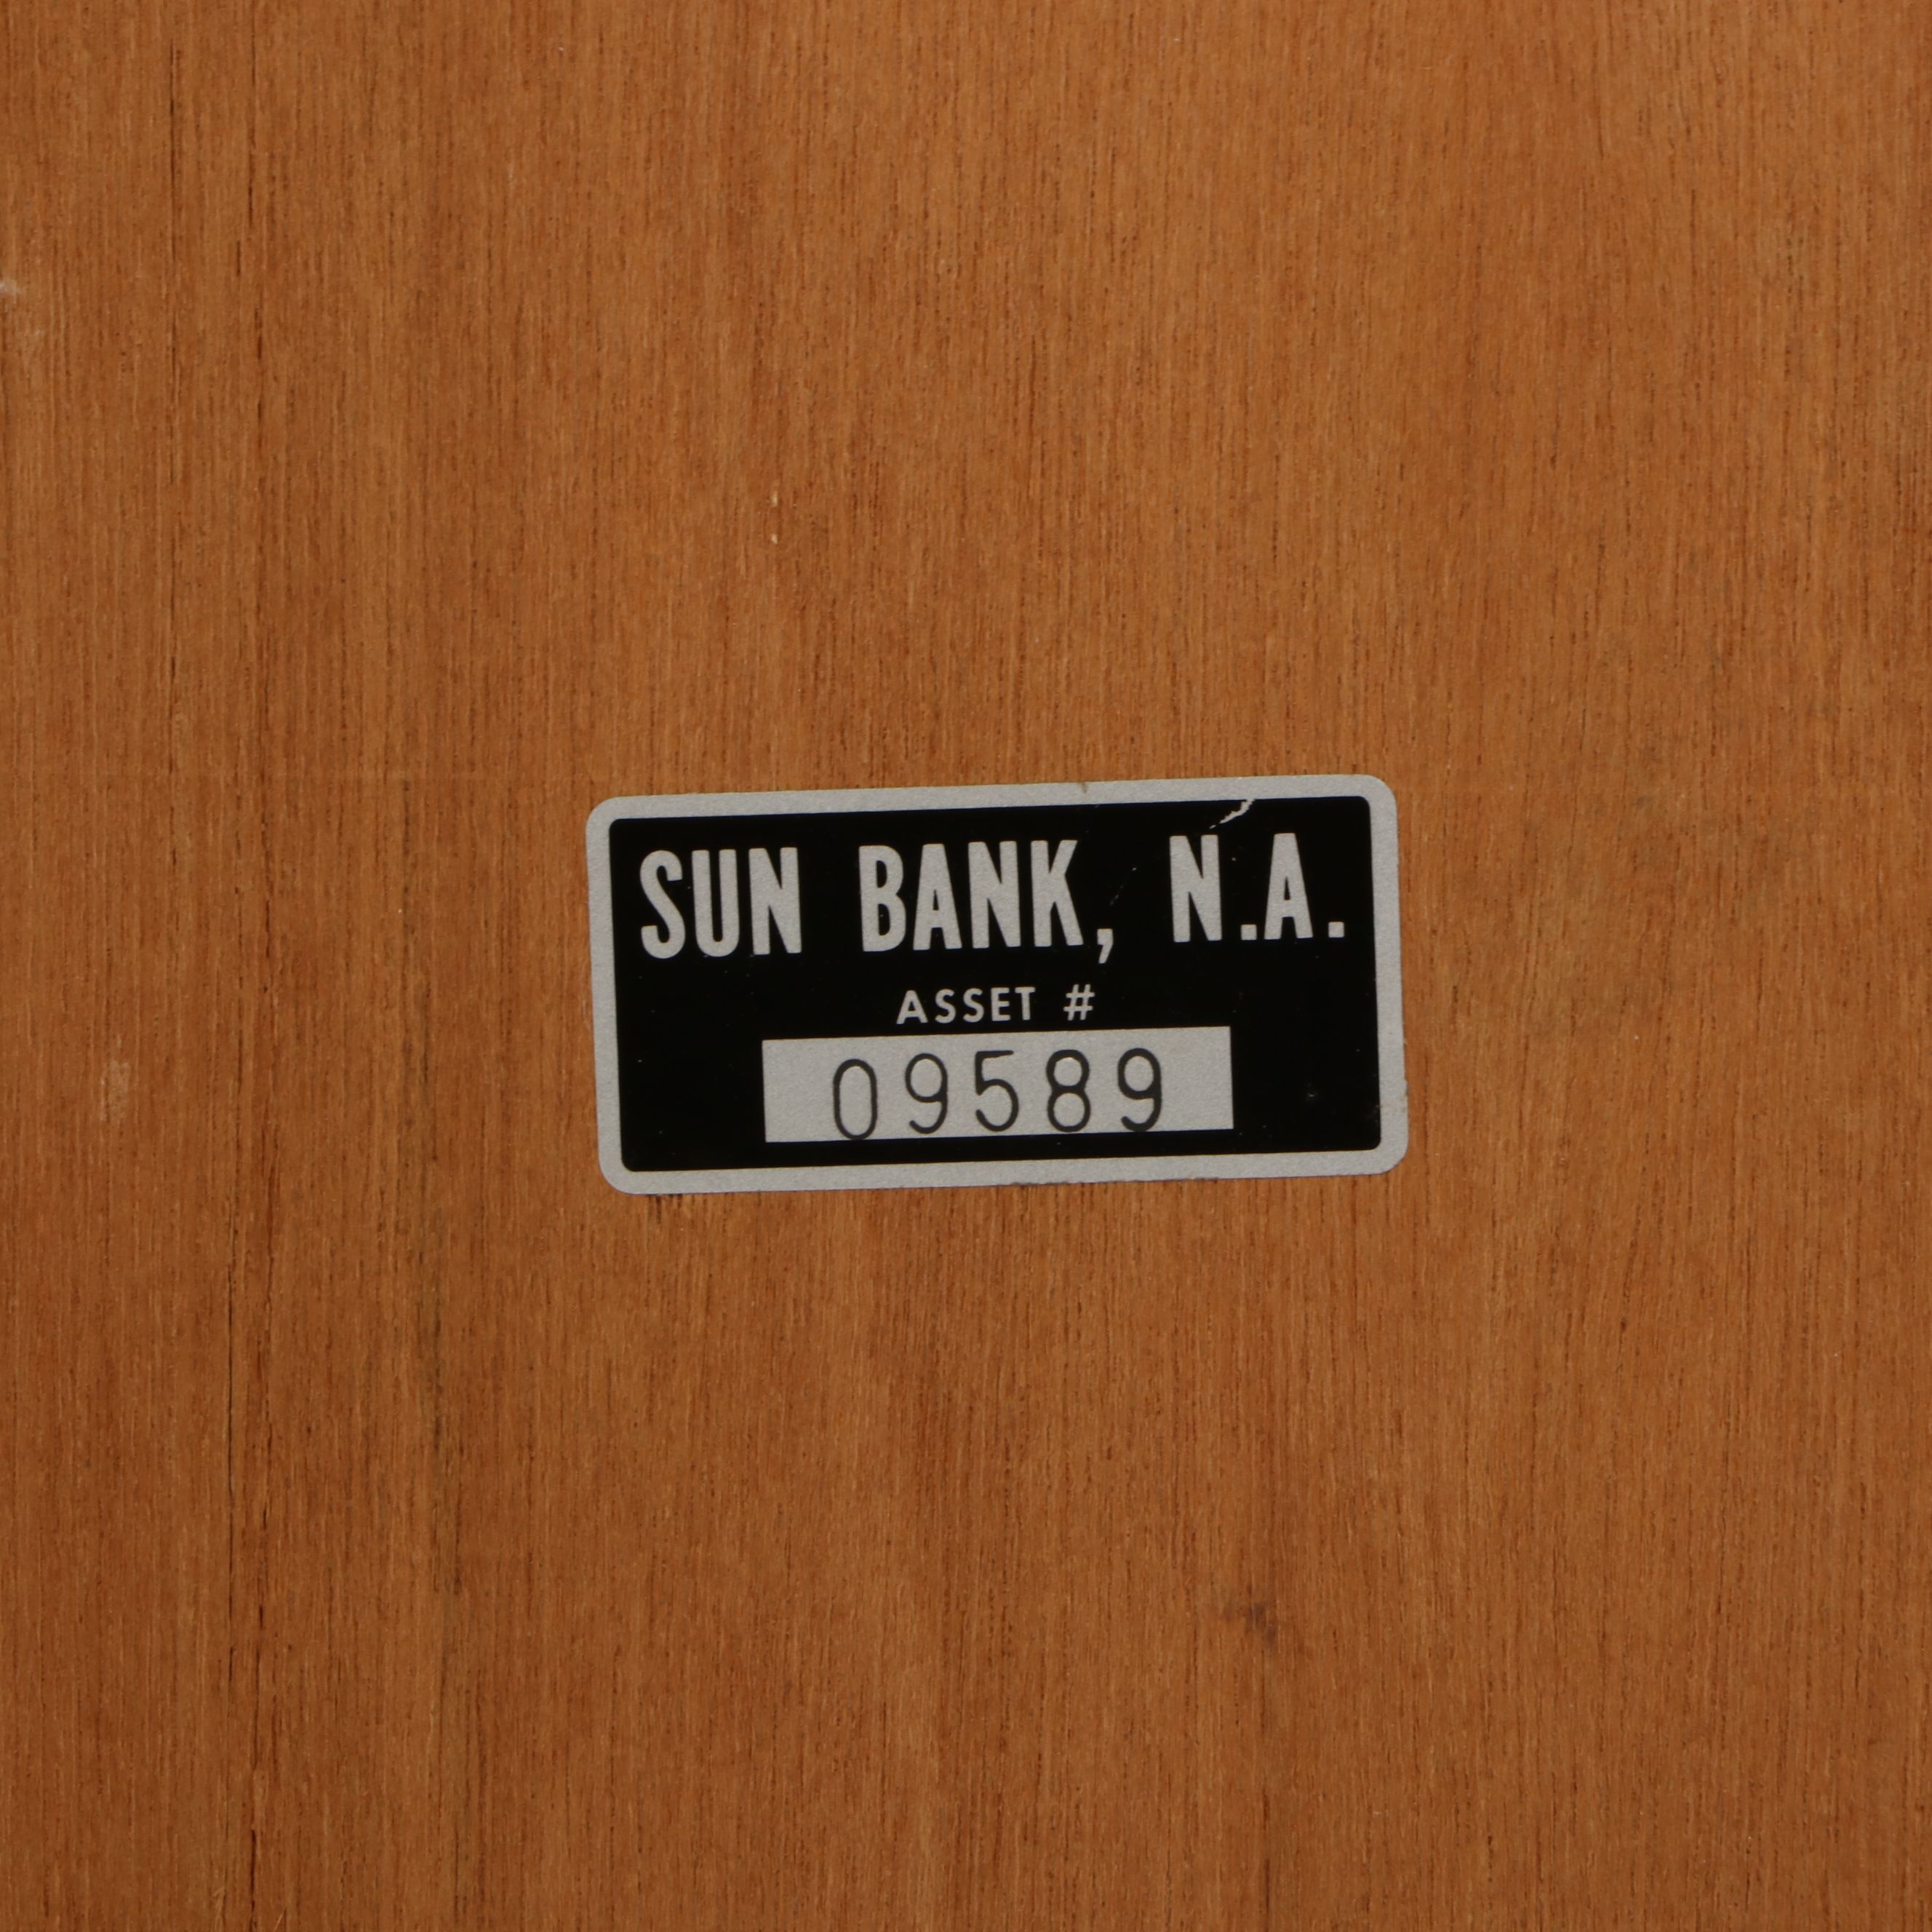 SUN BANK, N.A.
ASSET #
09589